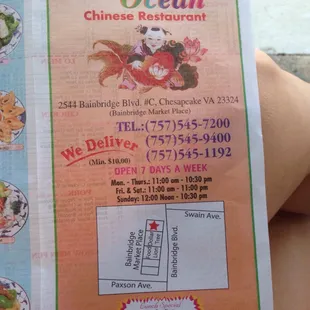 Ocean
Chinese Restaurant
2544 Bainbridge Blvd. #C, Chesapeake VA 23324
(Bainbridge Market Place)
TEL.: (757)545-7200
(757)545-9400
(757)545-1192
We Deliver
(Min. $10.00)
OPEN 7 DAYS A WEEK
Mon. - Thurs.: 11:00 am - 10:30 pm
Fri. & Sat.: 11:00 am - 11:00 pm
Sunday: 12:00 Noon - 10:30 pm
Swain Ave.
Bainbridge
Market Place
Food
Dollar
Bainbridge Blvd.
Paxson Ave.